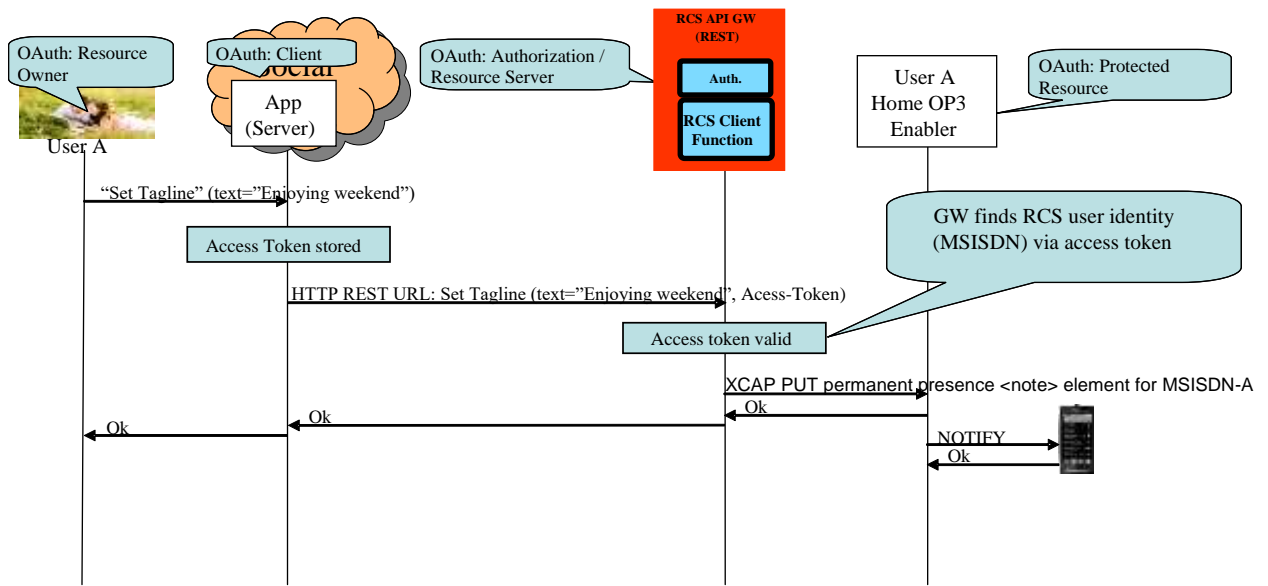 OAuth: Resource
Owner
User A
OAuth: Client
Social
App
(Server)
OAuth: Authorization /
Resource Server
RCS API GW
(REST)
Auth.
RCS Client
Function
User A
Home OP3
Enabler
OAuth: Protected
Resource
“Set Tagline” (text=”Enjoying weekend”)
Access Token stored
GW finds RCS user identity
(MSISDN) via access token
HTTP REST URL: Set Tagline (text=”Enjoying weekend”, Acess-Token)
Access token valid
XCAP PUT permanent presence <note> element for MSISDN-A
Ok
Ok
Ok
NOTIFY
Ok